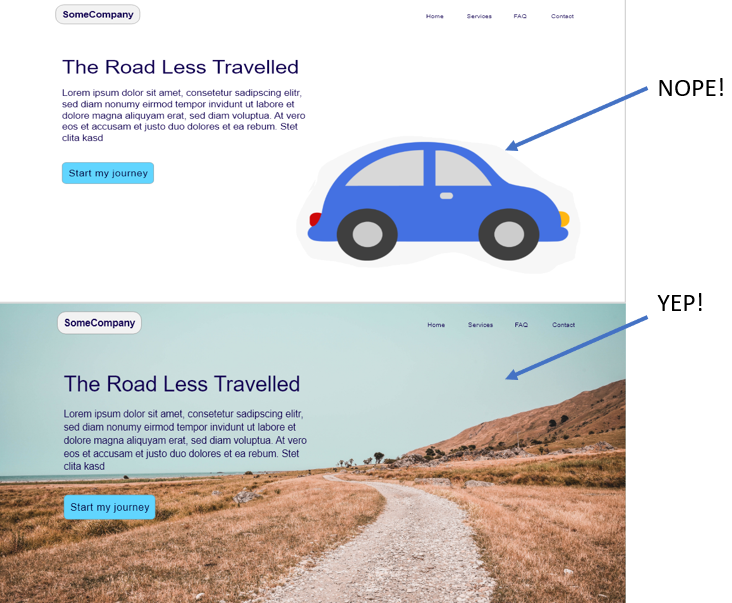 SomeCompany
Home Services FAQ Contact
The Road Less Travelled
Lorem ipsum dolor sit amet, consetetur sadipscing elitr,
sed diam nonumy eirmod tempor invidunt ut labore et
dolore magna aliquyam erat, sed diam voluptua. At vero
eos et accusam et justo duo dolores et ea rebum. Stet
clita kasd
Start my journey
NOPE!
SomeCompany
Home Services FAQ Contact
The Road Less Travelled
Lorem ipsum dolor sit amet, consetetur sadipscing elitr,
sed diam nonumy eirmod tempor invidunt ut labore et
dolore magna aliquyam erat, sed diam voluptua. At vero
eos et accusam et justo duo dolores et ea rebum. Stet
clita kasd
Start my journey
YEP!